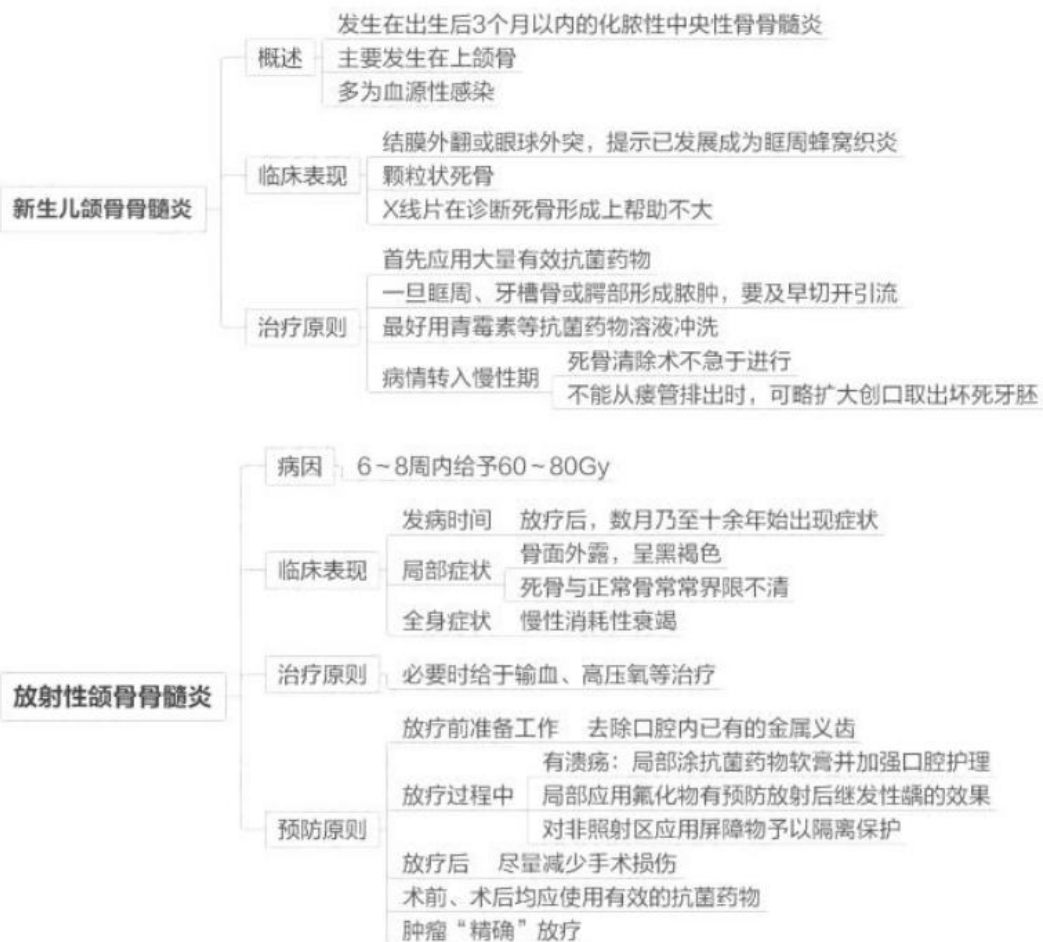 新生儿颌骨骨髓炎
概述
发生在出生后3个月以内的化脓性中央性骨骨髓炎
主要发生在上颌骨
多为血源性感染
临床表现
结膜外翻或眼球外突，提示已发展成为眶周蜂窝织炎
颗粒状死骨
X线片在诊断死骨形成上帮助不大
治疗原则
首先应用大量有效抗菌药物
一旦眶周、牙槽骨或腭部形成脓肿，要及早切开引流
最好用青霉素等抗菌药物溶液冲洗
病情转入慢性期
死骨清除术不急于进行
不能从瘘管排出时，可略扩大创口取出坏死牙胚
放射性颌骨骨髓炎
病因
6~8周内给予60~80Gy
临床表现
发病时间 放疗后，数月乃至十余年始出现症状
局部症状
骨面外露，呈黑褐色
死骨与正常骨常常界限不清
全身症状 慢性消耗性衰竭
治疗原则
必要时给于输血、高压氧等治疗
预防原则
放疗前准备工作 去除口腔内已有的金属义齿
放疗过程中
有溃疡：局部涂抗菌药物软膏并加强口腔护理
局部应用氟化物有预防放射后继发性龋的效果
对非照射区应用屏障物予以隔离保护
放疗后 尽量减少手术损伤
术前、术后均应使用有效的抗菌药物
肿瘤“精确”放疗